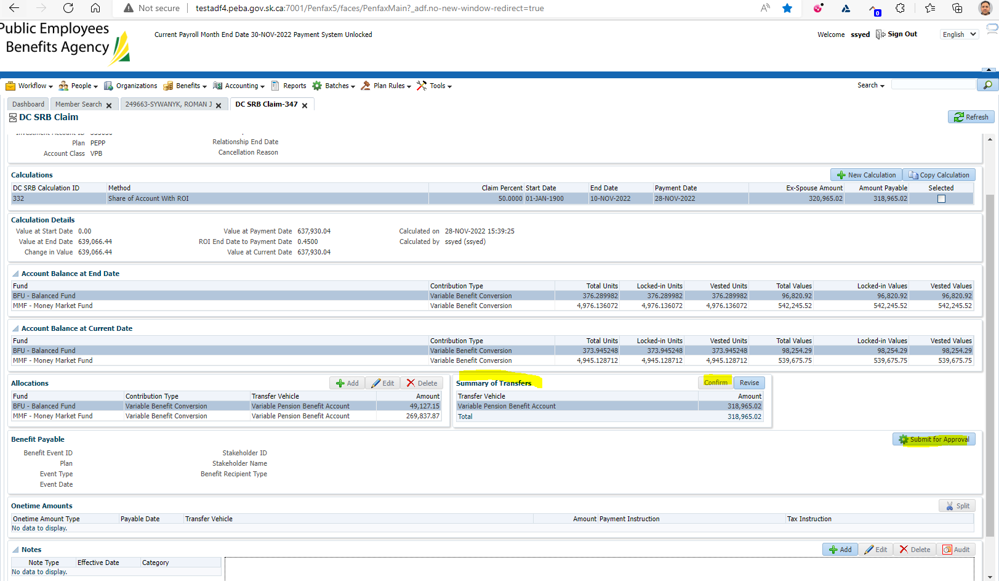 Not secure testadf4.peba.gov.sk.ca:7001/Penfax5/faces/PenfaxMain?_adf.no-new-window-redirect=true 0
Public Employees
Benefits Agency
Current Payroll Month End Date 30-NOV-2022 Payment System Unlocked
Welcome ssyed Sign Out English
Workflow People Organizations Benefits Accounting Reports Batches Plan Rules Tools Search
Dashboard Member Search 249663-SYWANYK, ROMAN J DC SRB Claim-347
DC SRB Claim Refresh
Plan PEPP Relationship End Date
Account Class VPB Cancellation Reason
Calculations New Calculation Copy Calculation
DC SRB Calculation ID Method Claim Percent Start Date End Date Payment Date Ex-Spouse Amount Amount Payable Selected
332 Share of Account With ROI 50.0000 01-JAN-1900 10-NOV-2022 28-NOV-2022 320,965.02 318,965.02
Calculation Details
Value at Start Date 0.00 Value at Payment Date 637,930.04 Calculated on 28-NOV-2022 15:39:25
Value at End Date 639,066.44 ROI End Date to Payment Date 0.4500 Calculated by ssyed (ssyed)
Change in Value 639,066.44 Value at Current Date 637,930.04
Account Balance at End Date
Fund Contribution Type Total Units Locked-in Units Vested Units Total Values Locked-in Values Vested Values
BFU - Balanced Fund Variable Benefit Conversion 376.289982 376.289982 376.289982 96,820.92 96,820.92 96,820.92
MMF - Money Market Fund Variable Benefit Conversion 4,976.136072 4,976.136072 4,976.136072 542,245.52 542,245.52 542,245.52
Account Balance at Current Date
Fund Contribution Type Total Units Locked-in Units Vested Units Total Values Locked-in Values Vested Values
BFU - Balanced Fund Variable Benefit Conversion 373.945248 373.945248 373.945248 98,254.29 98,254.29 98,254.29
MMF - Money Market Fund Variable Benefit Conversion 4,945.128712 4,945.128712 4,945.128712 539,675.75 539,675.75 539,675.75
Allocations Add Edit Delete
Fund Contribution Type Transfer Vehicle Amount
BFU - Balanced Fund Variable Benefit Conversion Variable Pension Benefit Account 49,127.15
MMF - Money Market Fund Variable Benefit Conversion Variable Pension Benefit Account 269,837.87
Summary of Transfers Confirm Revise
Transfer Vehicle Amount
Variable Pension Benefit Account 318,965.02
Total 318,965.02
Benefit Payable Submit for Approval
Benefit Event ID Stakeholder ID
Plan Stakeholder Name
Event Type Benefit Recipient Type
Event Date
Onetime Amounts Split
Onetime Amount Type Payable Date Transfer Vehicle Amount Payment Instruction Tax Instruction
No data to display.
Notes Add Edit Delete Audit
Note Type Effective Date Category
No data to display.